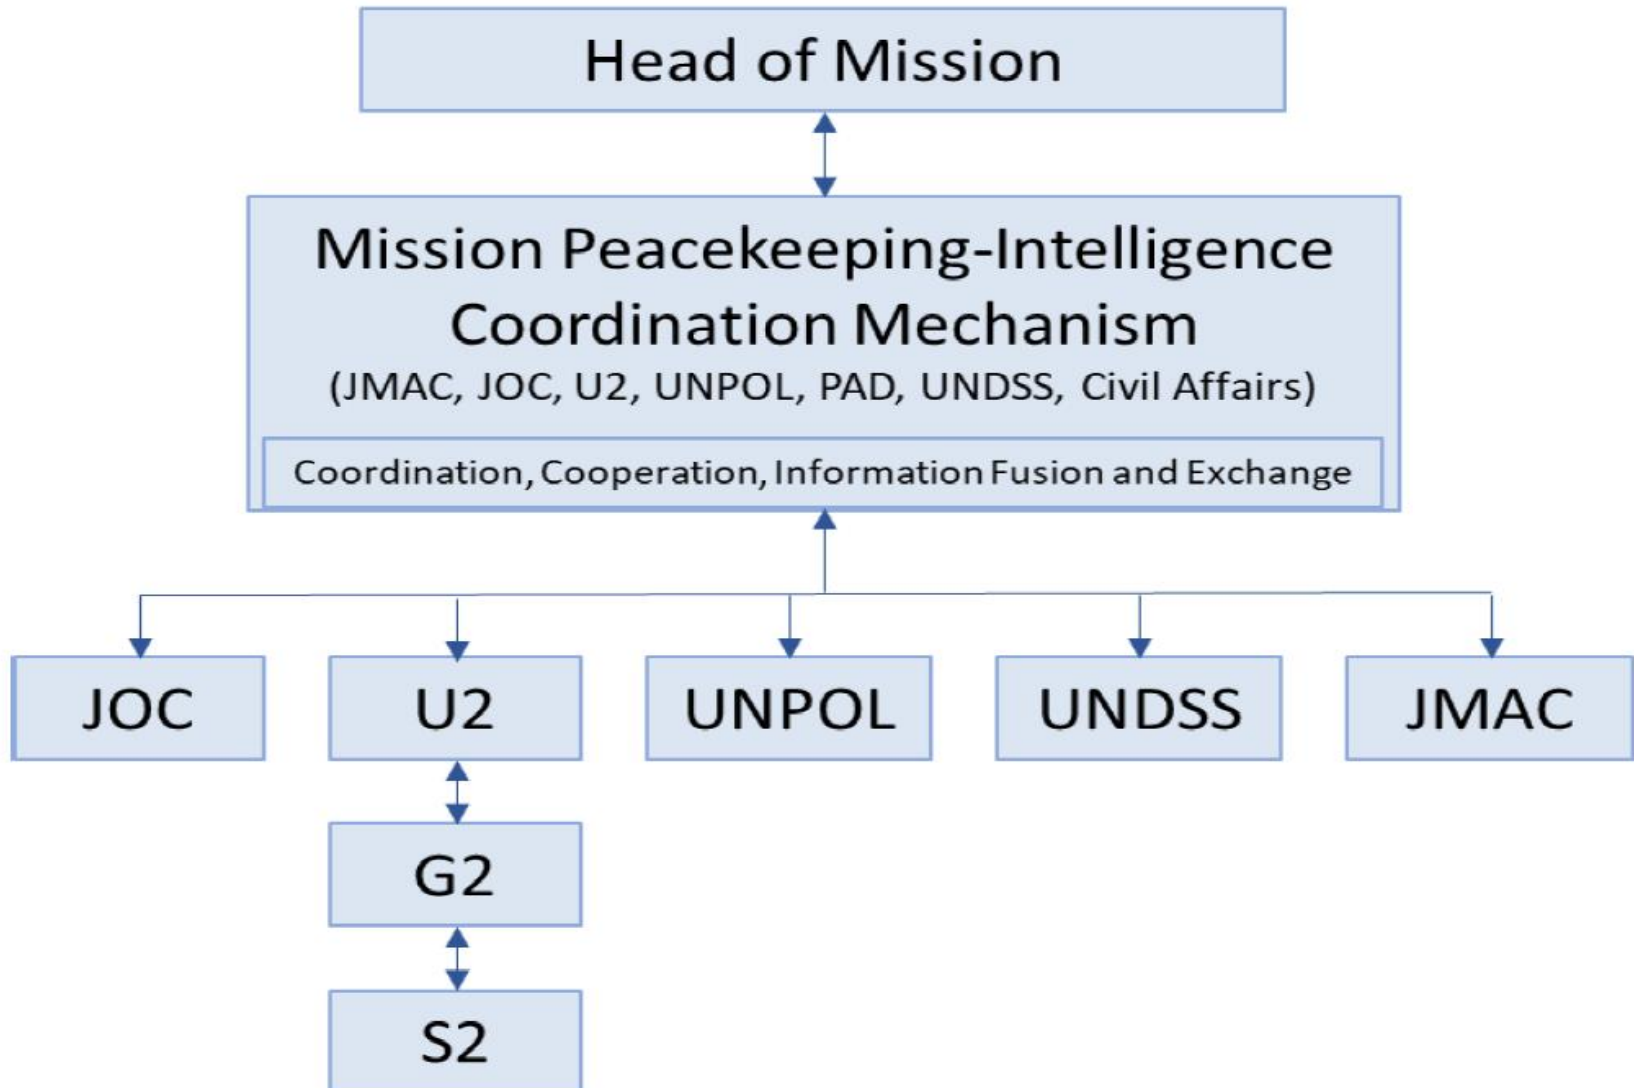 Head of Mission
Mission Peacekeeping-Intelligence
Coordination Mechanism
(JMAC, JOC, U2, UNPOL, PAD, UNDSS, Civil Affairs)
Coordination, Cooperation, Information Fusion and Exchange
JOC
U2
UNPOL
UNDSS
JMAC
G2
S2